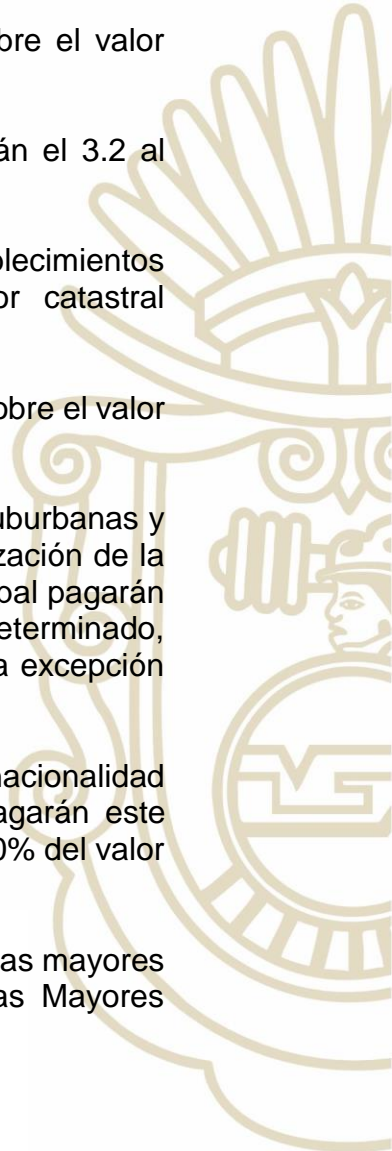 bre el valor
án el 3.2 al
olecimientos
or catastral
obre el valor
uburbanas y
zación de la
pal pagarán
eterminado,
a excepción
nacionalidad
agarán este
0% del valor
as mayores
as Mayores